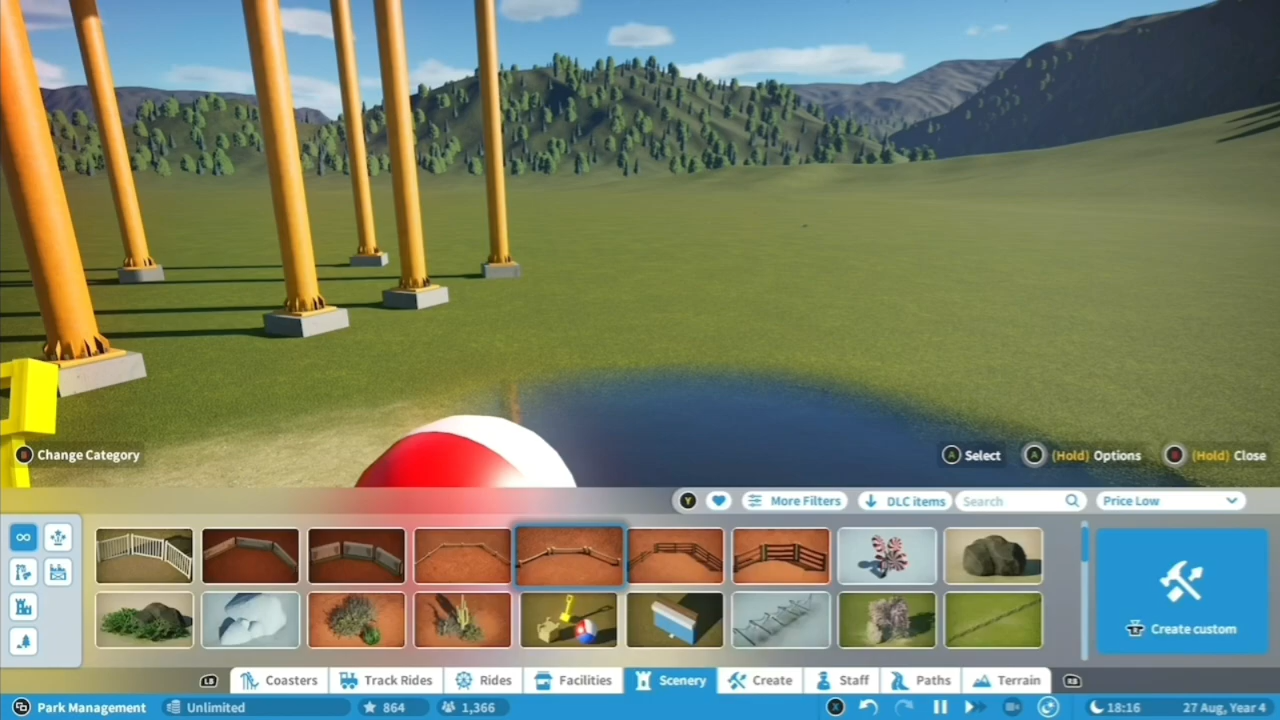 B Change Category
A Select
A (Hold) Options
B (Hold) Close
Y
More Filters
DLC items
Search
Price Low
Create custom
LB
Coasters
Track Rides
Rides
Facilities
Scenery
Create
Staff
Paths
Terrain
RB
Park Management
Unlimited
864
1,366
X
18:16
27 Aug, Year 4